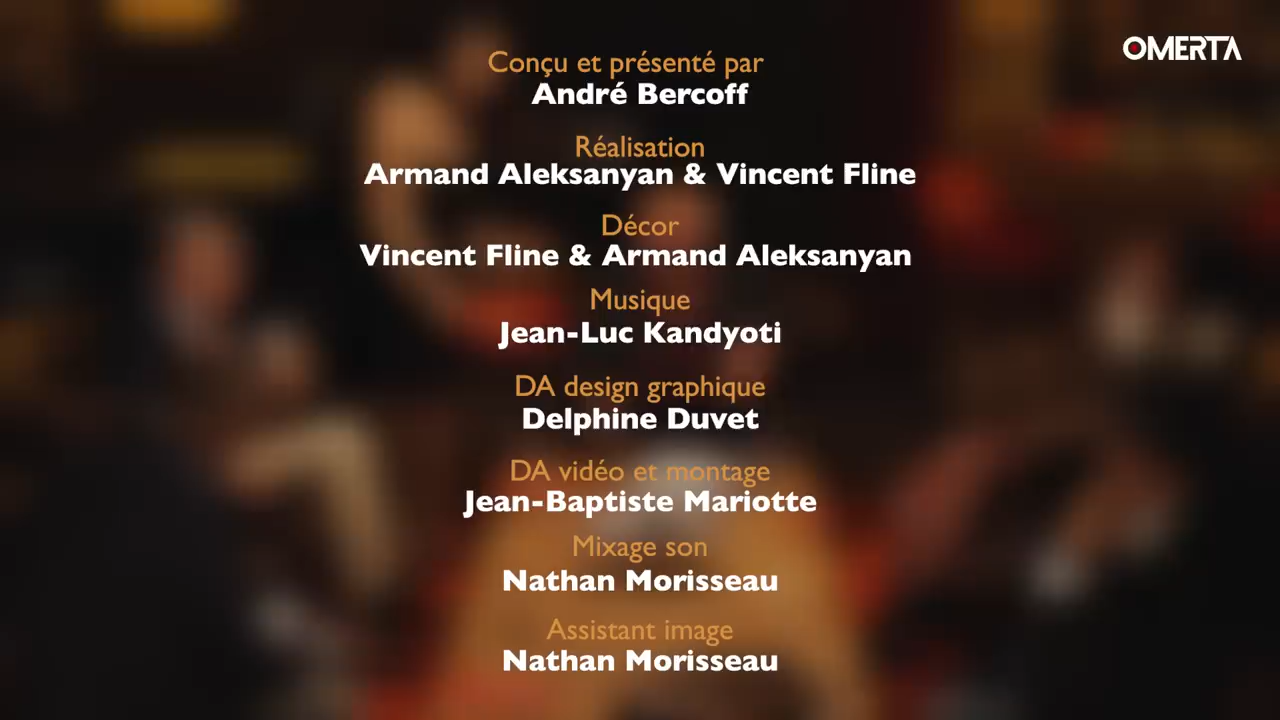 OMERTA
Conçu et présenté par
André Bercoff
Réalisation
Armand Aleksanyan & Vincent Fline
Décor
Vincent Fline & Armand Aleksanyan
Musique
Jean-Luc Kandyoti
DA design graphique
Delphine Duvet
DA vidéo et montage
Jean-Baptiste Mariotte
Mixage son
Nathan Morisseau
Assistant image
Nathan Morisseau